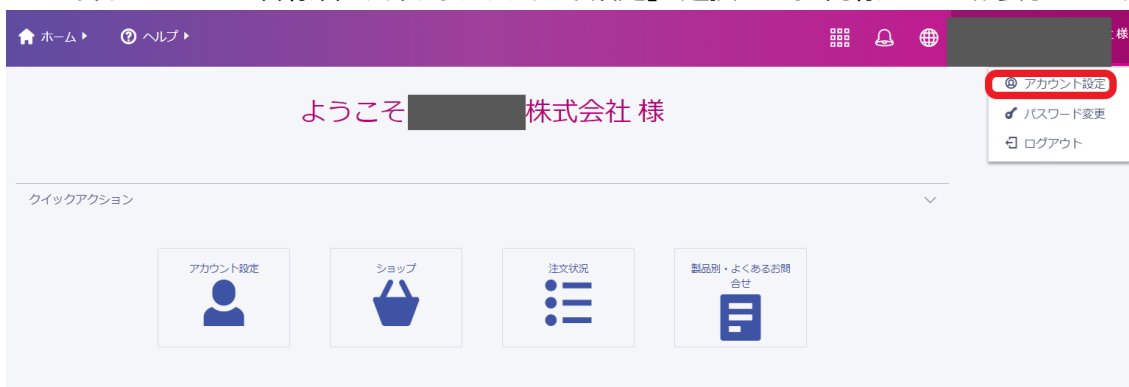 ホーム
ヘルプ
様
アカウント設定
パスワード変更
ログアウト
ようこそ 株式会社 様
クイックアクション
アカウント設定
ショップ
注文状況
製品別・よくあるお問
合せ